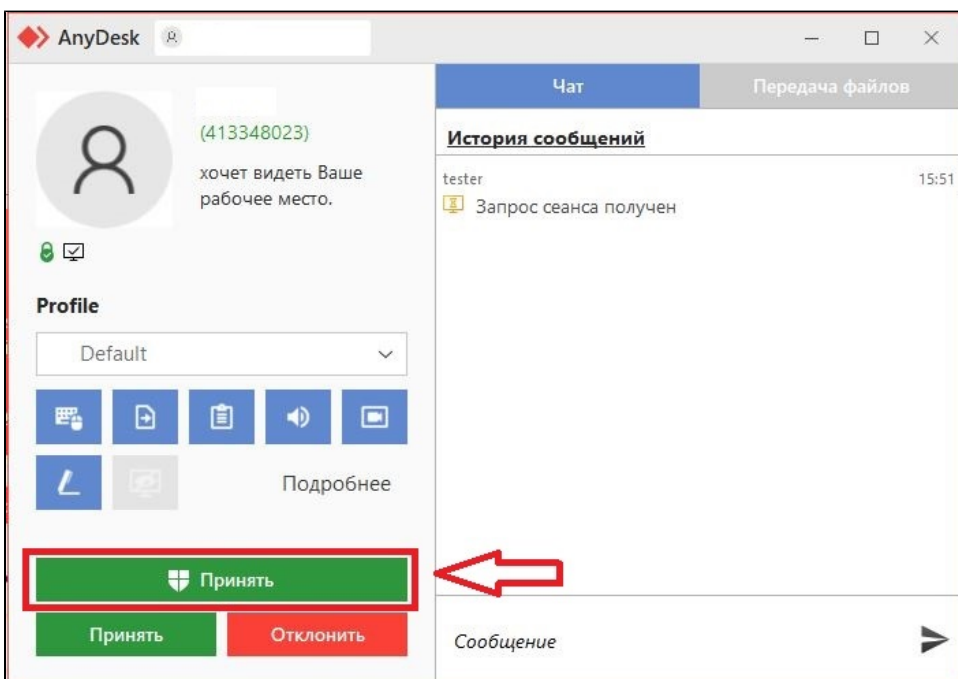 AnyDesk
(413348023)
хочет видеть Ваше
рабочее место.
Profile
Default
Подробнее
Принять
Принять
Отклонить
Чат
Передача файлов
История сообщений
tester
15:51
Запрос сеанса получен
Сообщение